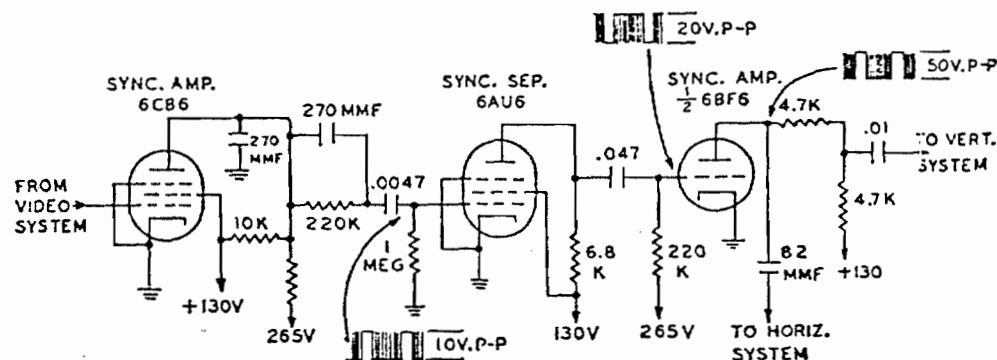 20V.P-P
50V.P-P
SYNC. AMP.
6CB6
SYNC. SEP.
6AU6
SYNC. AMP.
1/2 6BF6
270 MMF
270
MMF
4.7K
.01
TO VERT.
SYSTEM
.0047
.047
FROM
VIDEO
SYSTEM
10K
220K
1
MEG
6.8
K
220
K
4.7K
82
MMF
+130V
265V
130V
265V
+130
10V.P-P
TO HORIZ.
SYSTEM